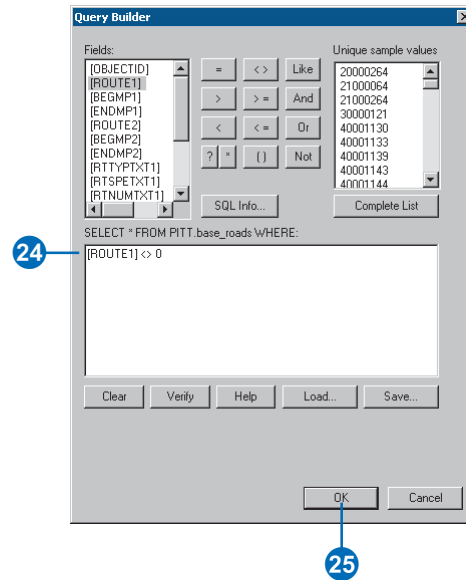 Query Builder
Fields:
Unique sample values
[OBJECTID]
[ROUTE1]
[BEGMP1]
[ENDMP1]
[ROUTE2]
[BEGMP2]
[ENDMP2]
[RTTYPTXT1]
[RTSPETXT1]
[RTNUMTXT1]
= <> Like
> >= And
< <= Or
? * () Not
20000264
21000064
21000264
30000121
40001130
40001133
40001139
40001143
40001144
SQL Info...
Complete List
SELECT * FROM PITT.base_roads WHERE:
24
[ROUTE1] <> 0
Clear Verify Help Load... Save...
OK Cancel
25